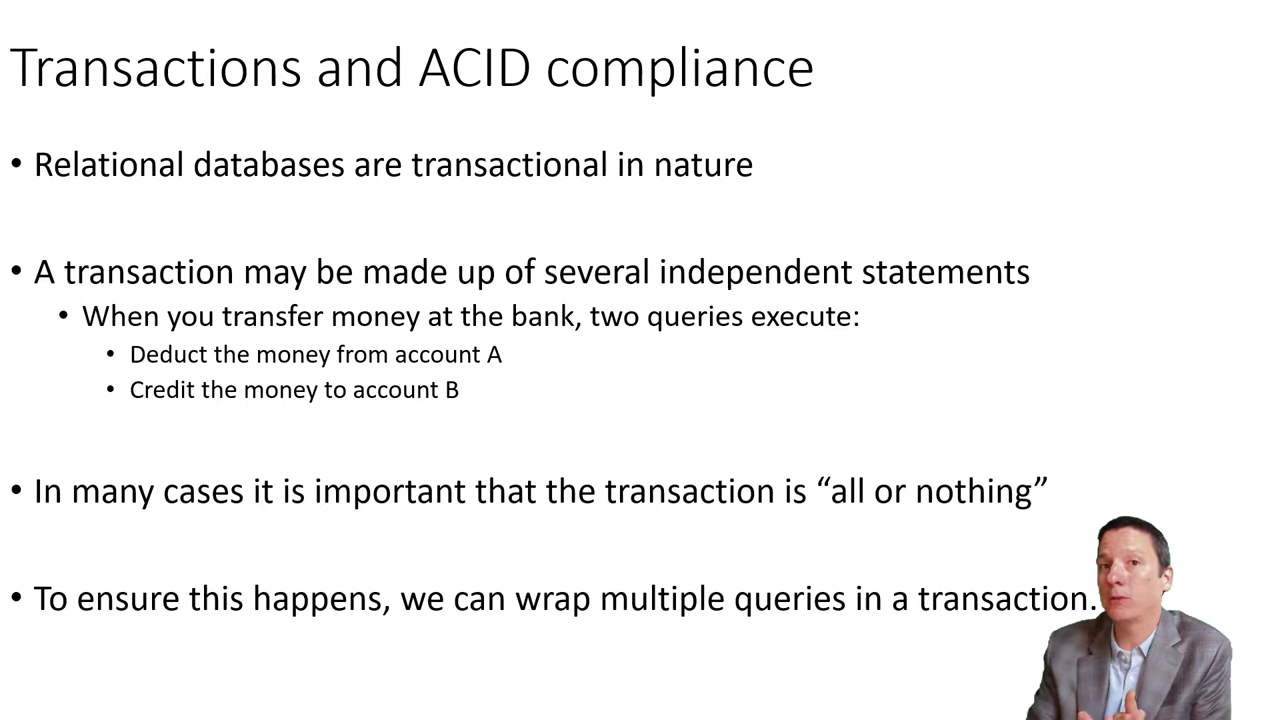 Transactions and ACID compliance
• Relational databases are transactional in nature
• A transaction may be made up of several independent statements
• When you transfer money at the bank, two queries execute:
• Deduct the money from account A
• Credit the money to account B
• In many cases it is important that the transaction is “all or nothing”
• To ensure this happens, we can wrap multiple queries in a transaction.